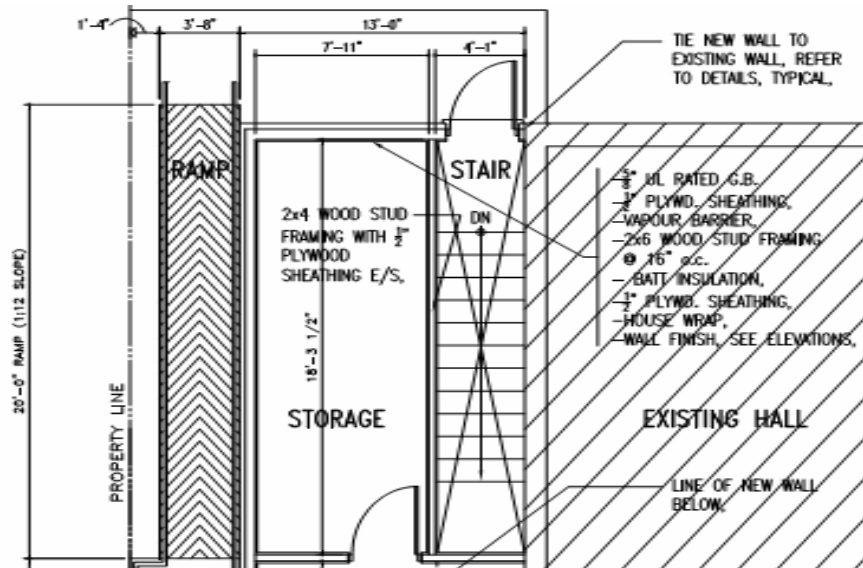 1'-4"
3'-8"
13'-0"
7'-11"
4'-1"
TIE NEW WALL TO
EXISTING WALL, REFER
TO DETAILS, TYPICAL,
RAMP
STAIR
DN
2x4 WOOD STUD
FRAMING WITH 1/2"
PLYWOOD
SHEATHING E/S,
-5/8" UL RATED G.B.
-1/2" PLYWD. SHEATHING,
-VAPOUR BARRIER,
-2x6 WOOD STUD FRAMING
@ 16" o.c.
- BATT INSULATION,
-1/2" PLYWD. SHEATHING,
-HOUSE WRAP,
-WALL FINISH, SEE ELEVATIONS,
20'-0" RAMP (1:12 SLOPE)
PROPERTY LINE
18'-3 1/2"
STORAGE
EXISTING HALL
LINE OF NEW WALL
BELOW,